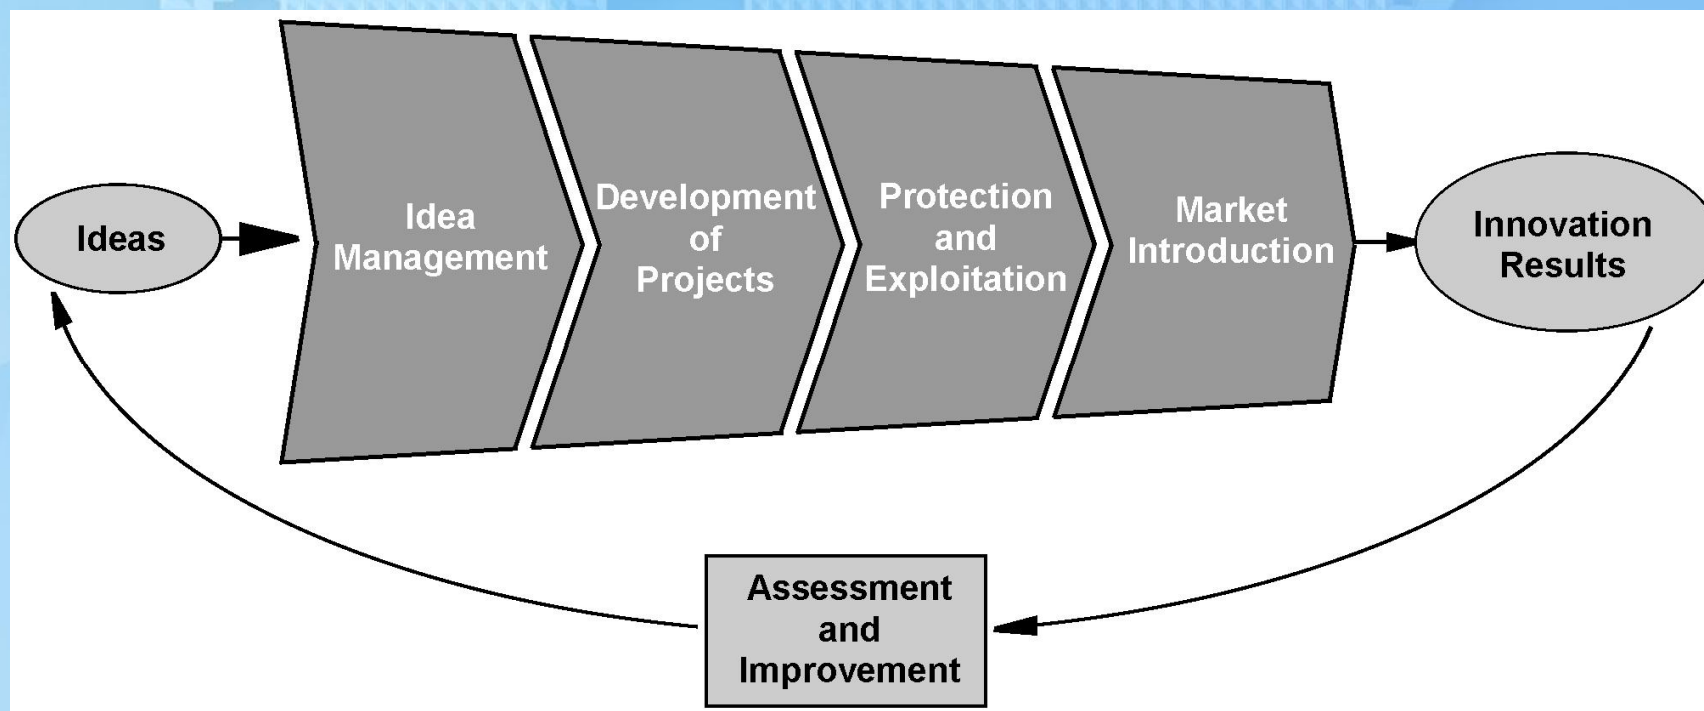 Ideas
Idea
Management
Development
of
Projects
Protection
and
Exploitation
Market
Introduction
Innovation
Results
Assessment
and
Improvement